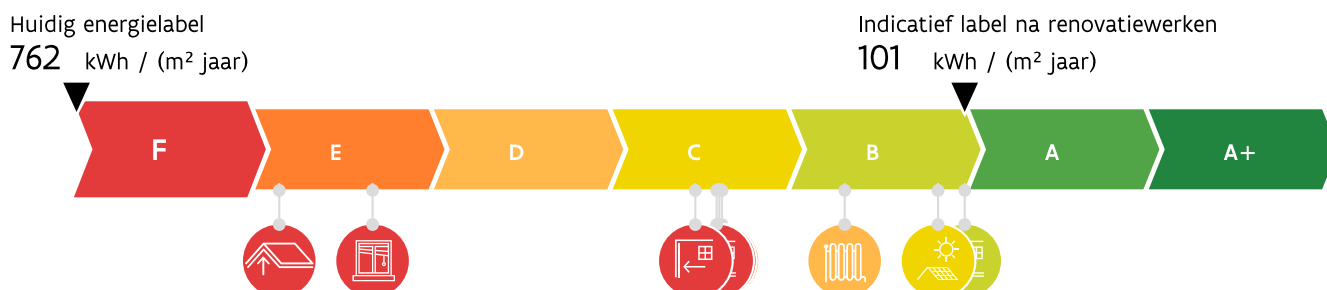 Huidig energielabel
762 kWh / (m² jaar)
Indicatief label na renovatiewerken
101 kWh / (m² jaar)
F E D C B A A+